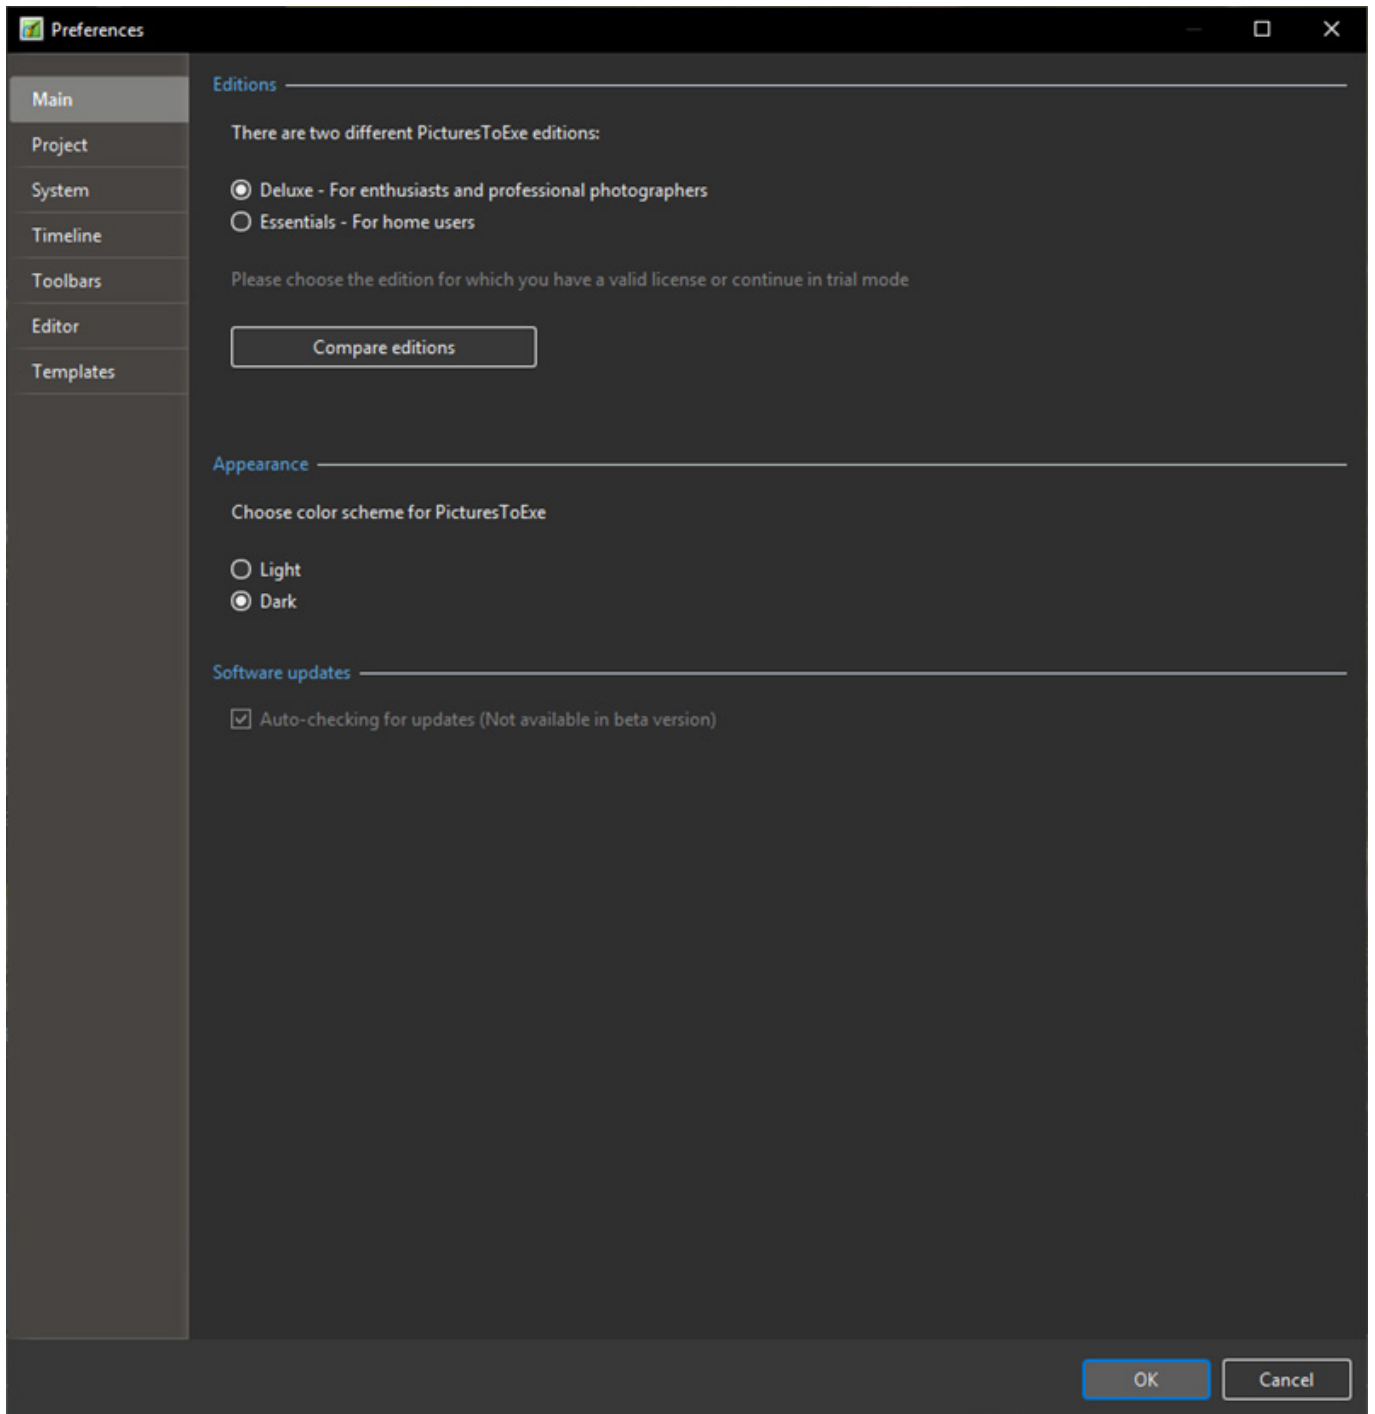 Preferences
Main
Project
System
Timeline
Toolbars
Editor
Templates
Editions
There are two different PicturesToExe editions:
Deluxe - For enthusiasts and professional photographers
Essentials - For home users
Please choose the edition for which you have a valid license or continue in trial mode
Compare editions
Appearance
Choose color scheme for PicturesToExe
Light
Dark
Software updates
Auto-checking for updates (Not available in beta version)
OK
Cancel